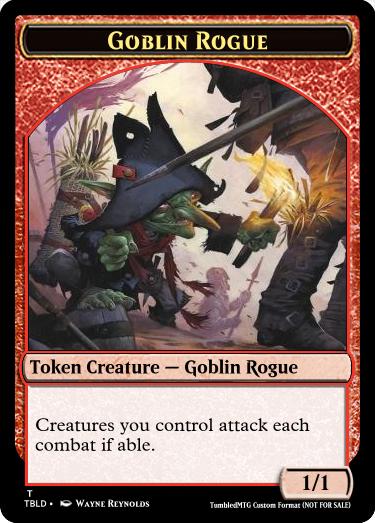 Goblin Rogue
Token Creature — Goblin Rogue
Creatures you control attack each
combat if able.
1/1
T
TBLD • Wayne Reynolds
TumbledMTG Custom Format (NOT FOR SALE)